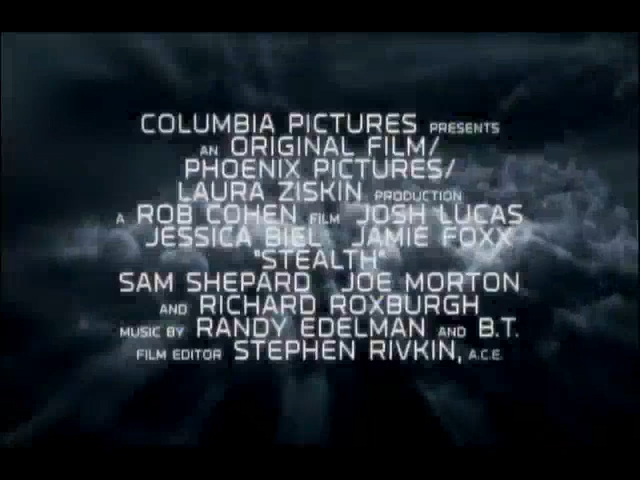 COLUMBIA PICTURES PRESENTS
AN ORIGINAL FILM/
PHOENIX PICTURES/
LAURA ZISKIN PRODUCTION
A ROB COHEN FILM JOSH LUCAS
JESSICA BIEL JAMIE FOXX
"STEALTH"
SAM SHEPARD JOE MORTON
AND RICHARD ROXBURGH
MUSIC BY RANDY EDELMAN AND B.T.
FILM EDITOR STEPHEN RIVKIN, A.C.E.